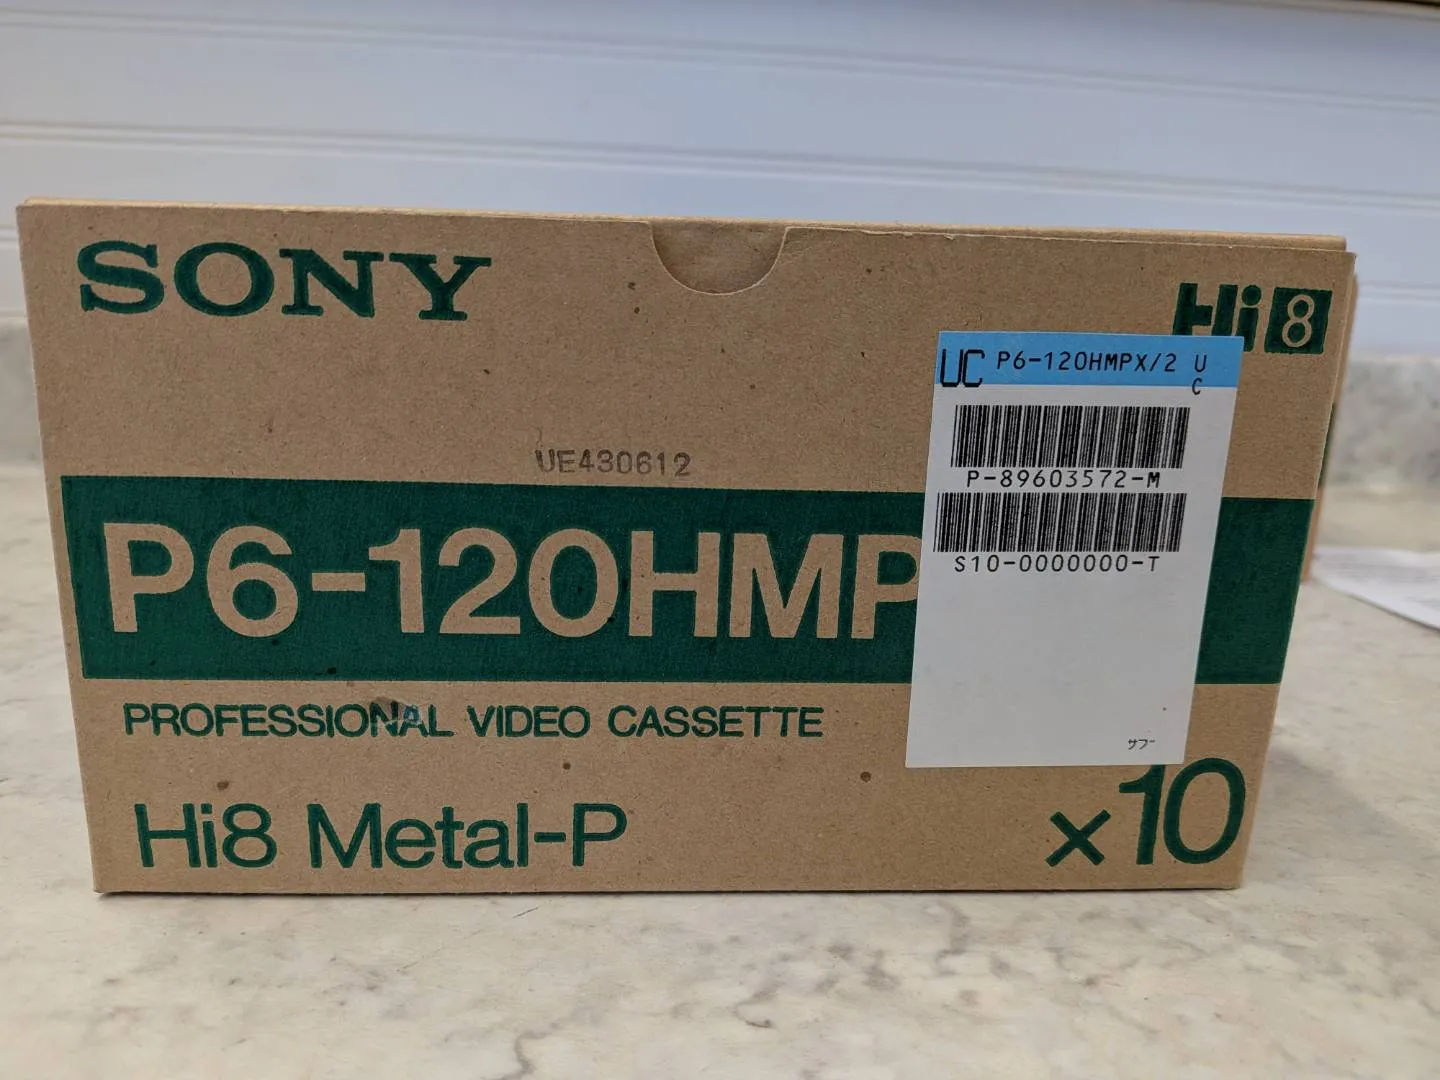 SONY
Hi8
UC P6-120HMPX/2 U
C
P-89603572-M
S10-0000000-T
サブ
UE430612
P6-120HMP
PROFESSIONAL VIDEO CASSETTE
Hi8 Metal-P
x10